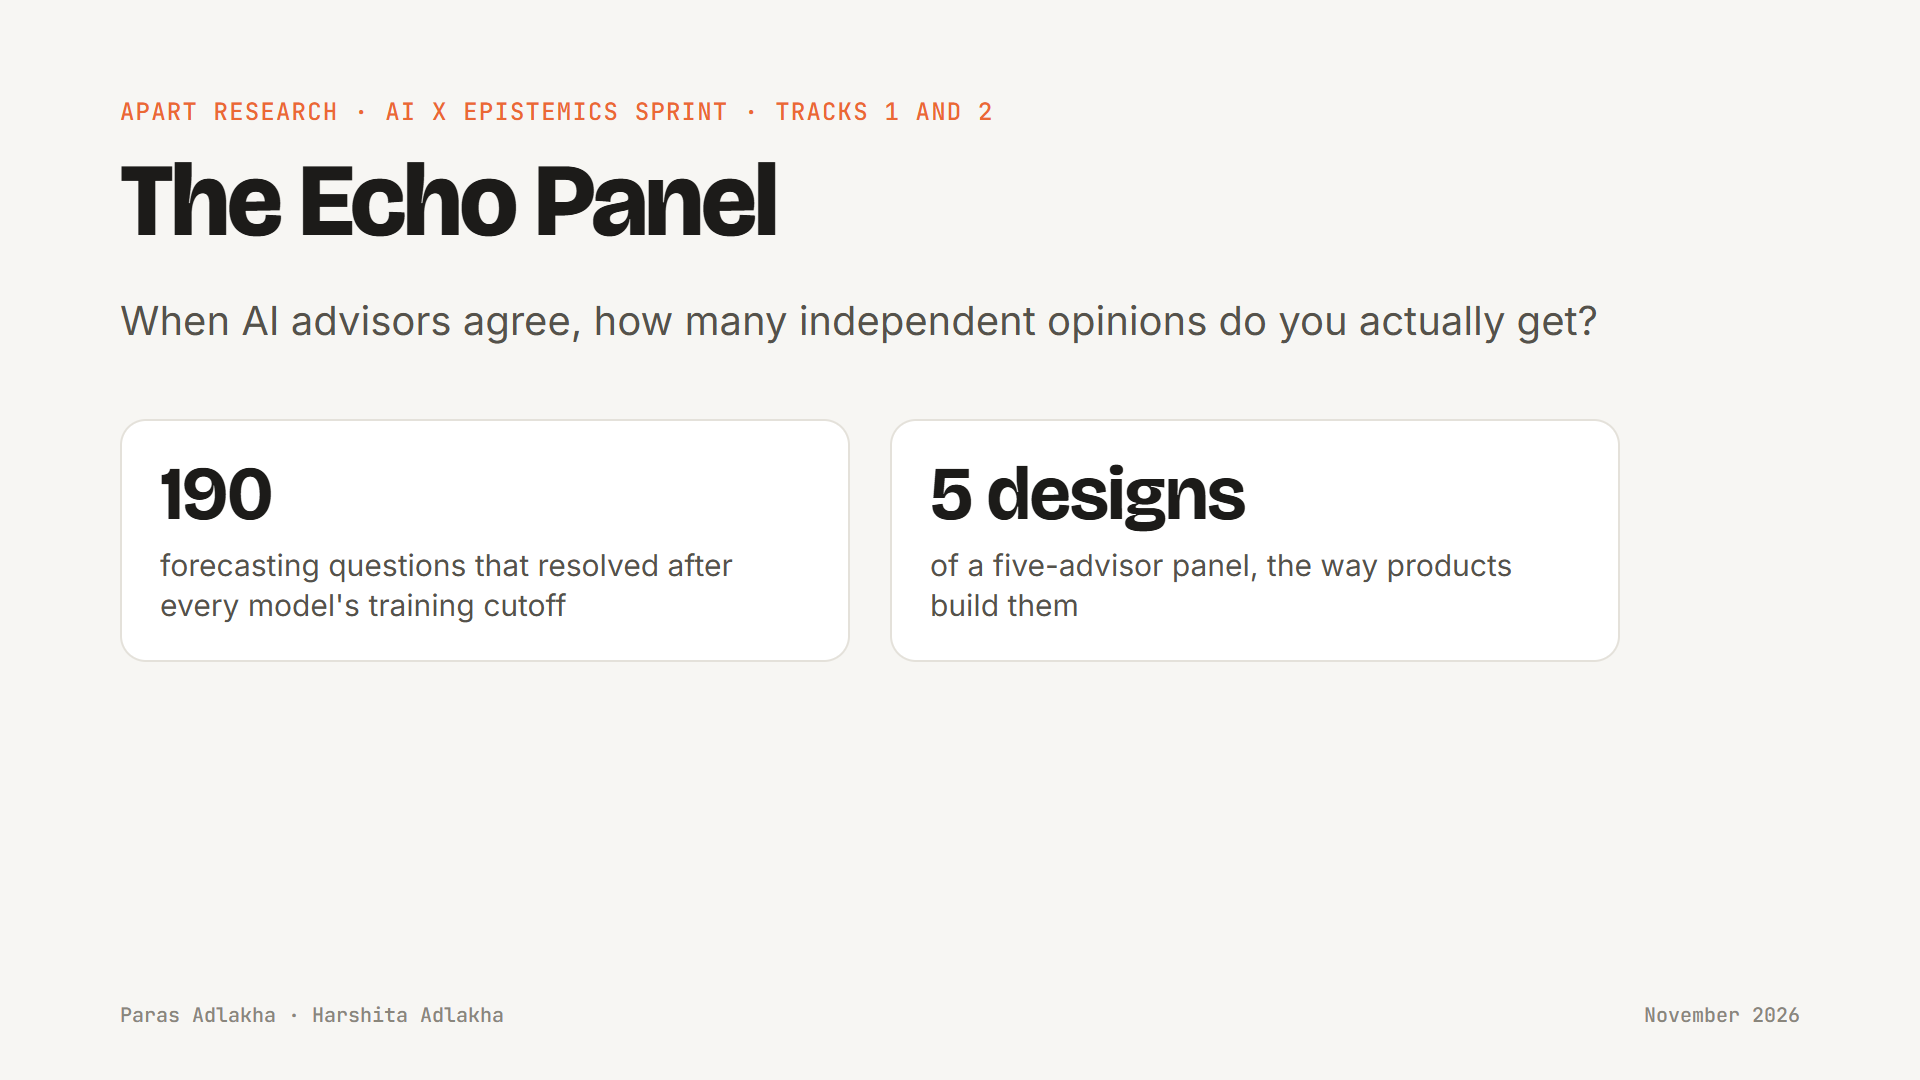 APART RESEARCH · AI X EPISTEMICS SPRINT · TRACKS 1 AND 2
The Echo Panel
When AI advisors agree, how many independent opinions do you actually get?
190
forecasting questions that resolved after
every model's training cutoff
5 designs
of a five-advisor panel, the way products
build them
Paras Adlakha · Harshita Adlakha
November 2026